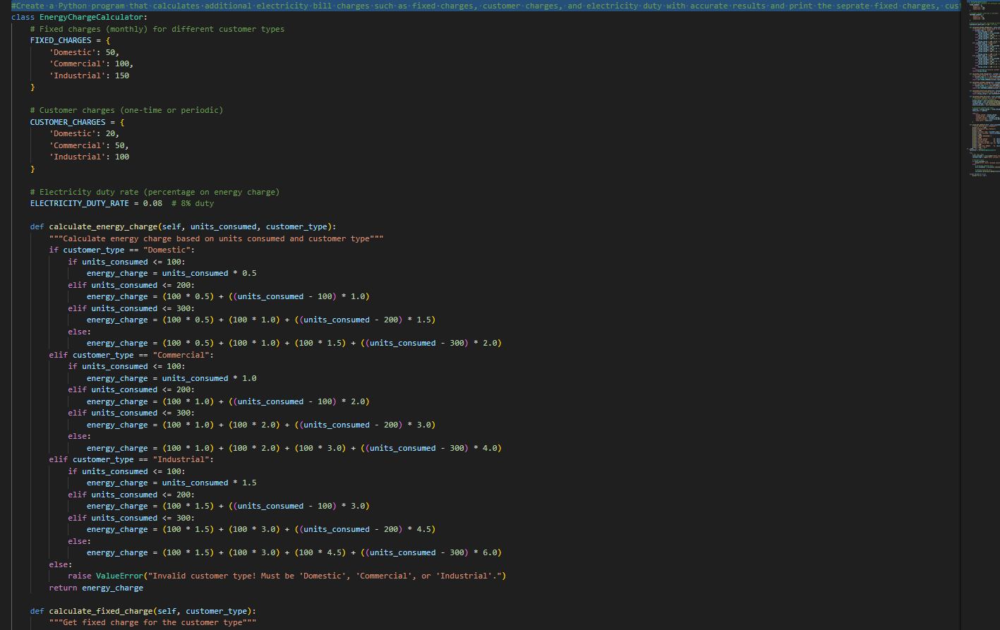 #Create a Python program that calculates additional electricity bill charges such as fixed charges, customer charges, and electricity duty with accurate results and print the seprate fixed charges, cus
class EnergyChargeCalculator:
    # Fixed charges (monthly) for different customer types
    FIXED_CHARGES = {
        'Domestic': 50,
        'Commercial': 100,
        'Industrial': 150
    }
    # Customer charges (one-time or periodic)
    CUSTOMER_CHARGES = {
        'Domestic': 20,
        'Commercial': 50,
        'Industrial': 100
    }
    # Electricity duty rate (percentage on energy charge)
    ELECTRICITY_DUTY_RATE = 0.08  # 8% duty
    def calculate_energy_charge(self, units_consumed, customer_type):
        """Calculate energy charge based on units consumed and customer type"""
        if customer_type == "Domestic":
            if units_consumed <= 100:
                energy_charge = units_consumed * 0.5
            elif units_consumed <= 200:
                energy_charge = (100 * 0.5) + ((units_consumed - 100) * 1.0)
            elif units_consumed <= 300:
                energy_charge = (100 * 0.5) + (100 * 1.0) + ((units_consumed - 200) * 1.5)
            else:
                energy_charge = (100 * 0.5) + (100 * 1.0) + (100 * 1.5) + ((units_consumed - 300) * 2.0)
        elif customer_type == "Commercial":
            if units_consumed <= 100:
                energy_charge = units_consumed * 1.0
            elif units_consumed <= 200:
                energy_charge = (100 * 1.0) + ((units_consumed - 100) * 2.0)
            elif units_consumed <= 300:
                energy_charge = (100 * 1.0) + (100 * 2.0) + ((units_consumed - 200) * 3.0)
            else:
                energy_charge = (100 * 1.0) + (100 * 2.0) + (100 * 3.0) + ((units_consumed - 300) * 4.0)
        elif customer_type == "Industrial":
            if units_consumed <= 100:
                energy_charge = units_consumed * 1.5
            elif units_consumed <= 200:
                energy_charge = (100 * 1.5) + ((units_consumed - 100) * 3.0)
            elif units_consumed <= 300:
                energy_charge = (100 * 1.5) + (100 * 3.0) + ((units_consumed - 200) * 4.5)
            else:
                energy_charge = (100 * 1.5) + (100 * 3.0) + (100 * 4.5) + ((units_consumed - 300) * 6.0)
        else:
            raise ValueError("Invalid customer type! Must be 'Domestic', 'Commercial', or 'Industrial'.")
        return energy_charge
    def calculate_fixed_charge(self, customer_type):
        """Get fixed charge for the customer type"""